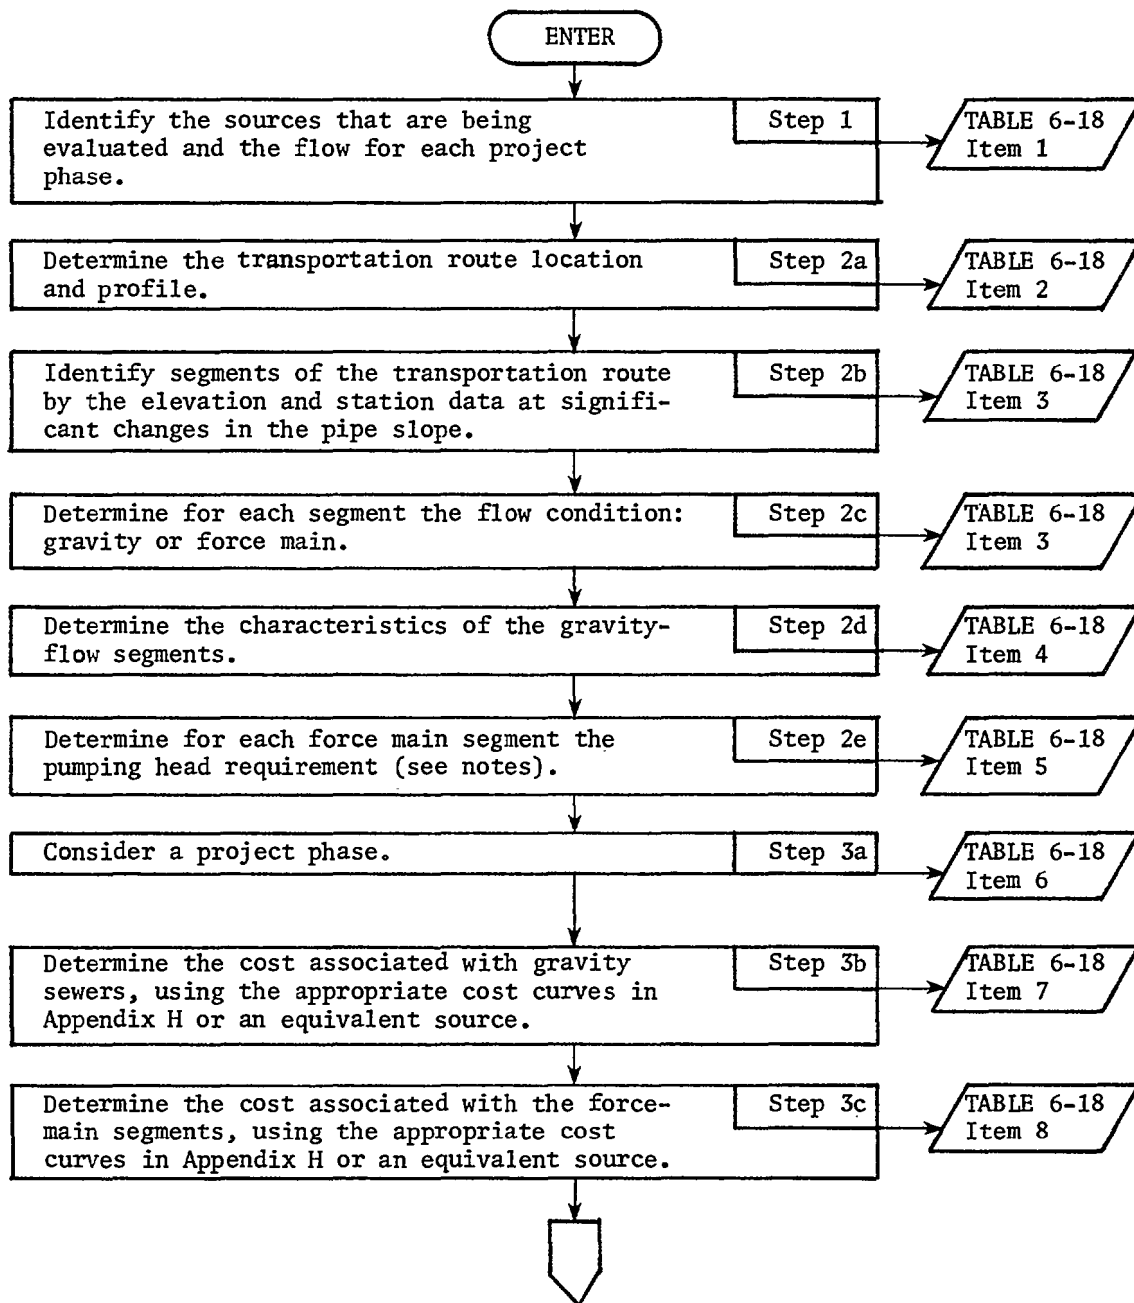 ENTER
Identify the sources that are being
evaluated and the flow for each project
phase.
Step 1
TABLE 6-18
Item 1
Determine the transportation route location
and profile.
Step 2a
TABLE 6-18
Item 2
Identify segments of the transportation route
by the elevation and station data at signifi-
cant changes in the pipe slope.
Step 2b
TABLE 6-18
Item 3
Determine for each segment the flow condition:
gravity or force main.
Step 2c
TABLE 6-18
Item 3
Determine the characteristics of the gravity-
flow segments.
Step 2d
TABLE 6-18
Item 4
Determine for each force main segment the
pumping head requirement (see notes).
Step 2e
TABLE 6-18
Item 5
Consider a project phase.
Step 3a
TABLE 6-18
Item 6
Determine the cost associated with gravity
sewers, using the appropriate cost curves in
Appendix H or an equivalent source.
Step 3b
TABLE 6-18
Item 7
Determine the cost associated with the force-
main segments, using the appropriate cost
curves in Appendix H or an equivalent source.
Step 3c
TABLE 6-18
Item 8